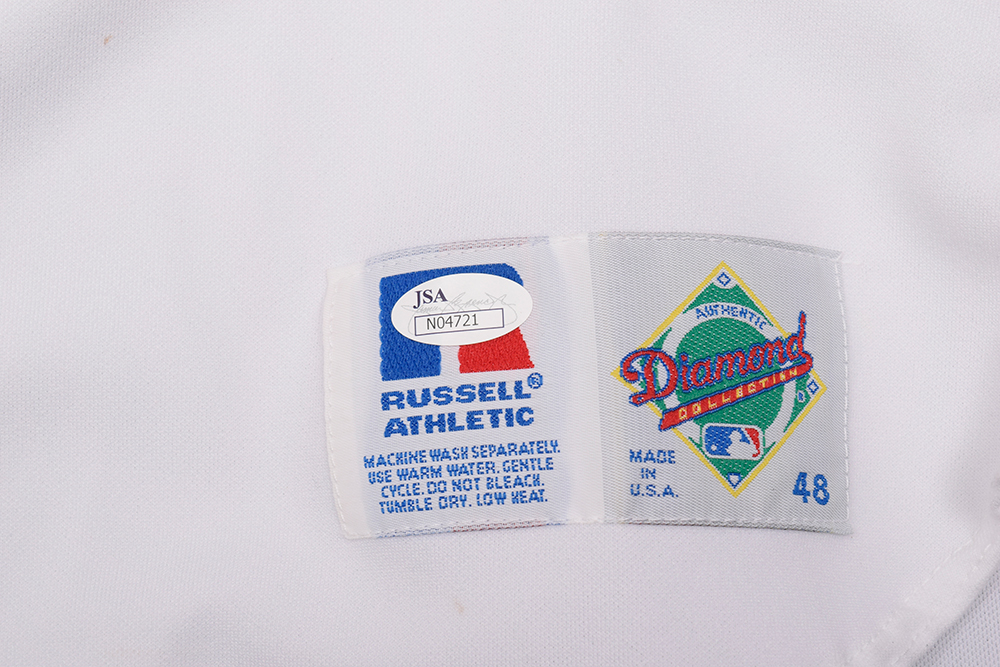 JSA
N04721
RUSSELL®
ATHLETIC
MACHINE WASH SEPARATELY.
USE WARM WATER. GENTLE
CYCLE. DO NOT BLEACH.
TUMBLE DRY. LOW HEAT.
AUTHENTIC
Diamond
COLLECTION
MADE
IN
U.S.A.
48